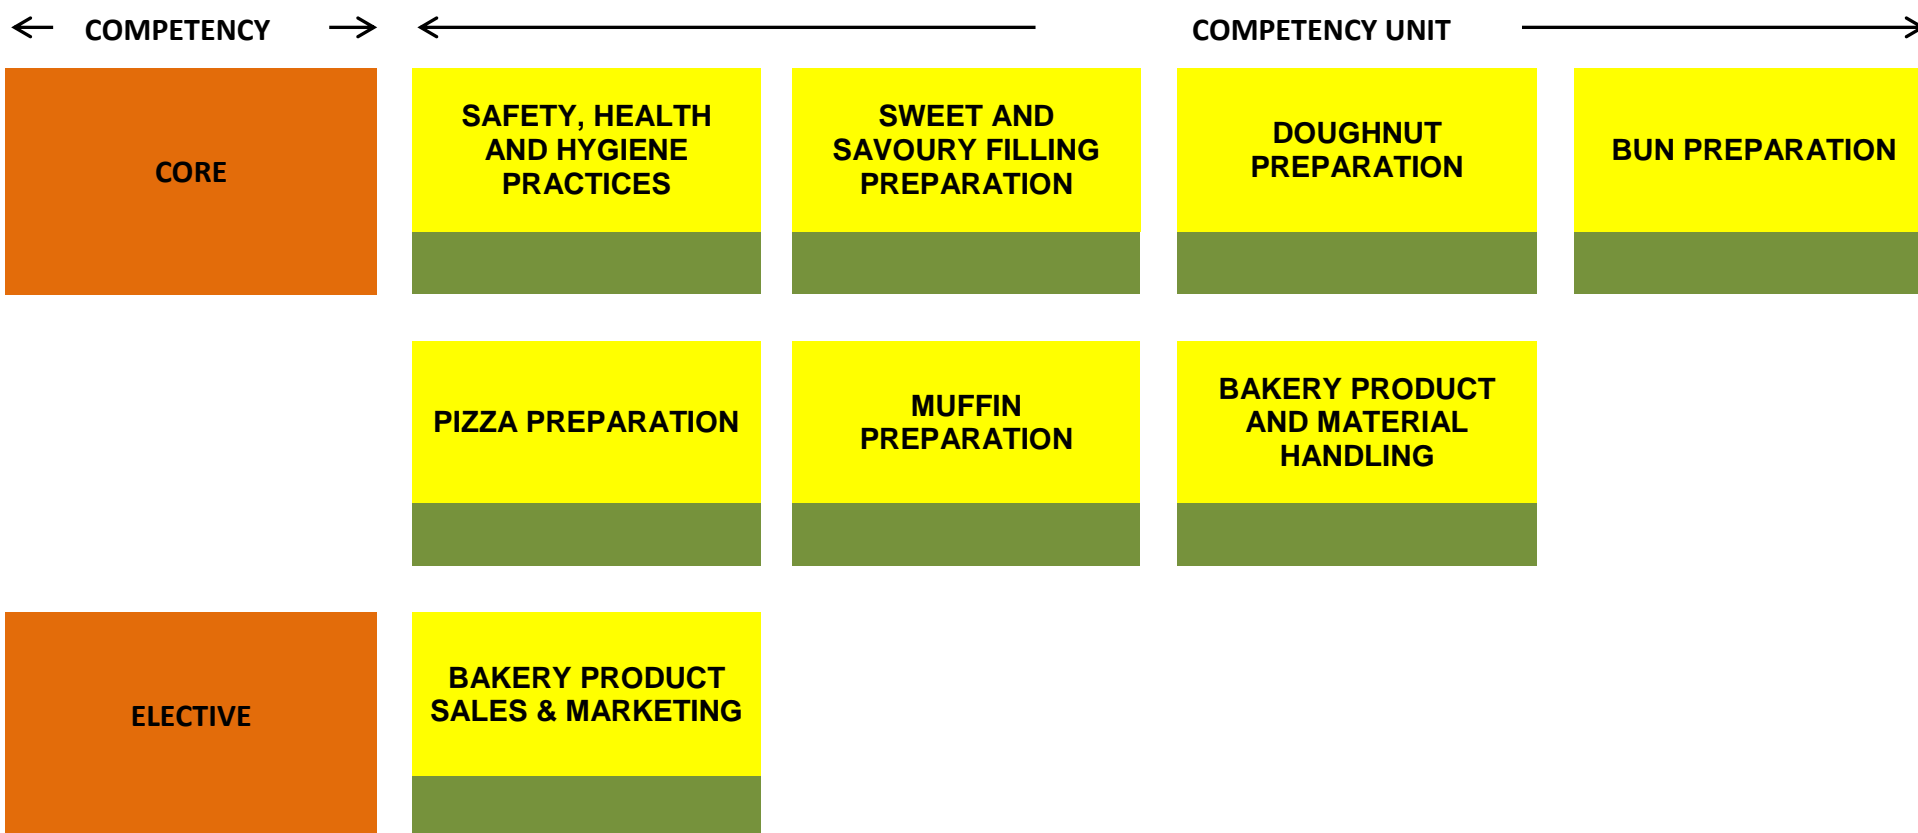 COMPETENCY
COMPETENCY UNIT
CORE
SAFETY, HEALTH
AND HYGIENE
PRACTICES
SWEET AND
SAVOURY FILLING
PREPARATION
DOUGHNUT
PREPARATION
BUN PREPARATION
PIZZA PREPARATION
MUFFIN
PREPARATION
BAKERY PRODUCT
AND MATERIAL
HANDLING
ELECTIVE
BAKERY PRODUCT
SALES & MARKETING